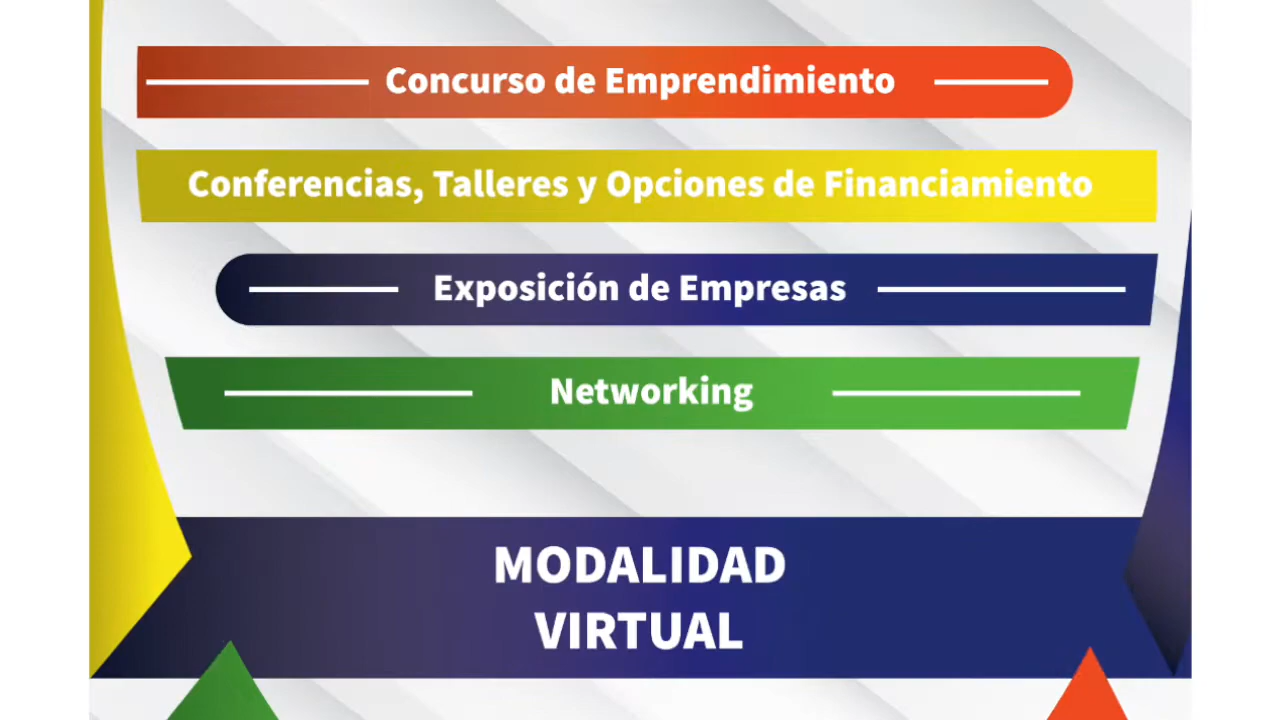 Concurso de Emprendimiento
Conferencias, Talleres y Opciones de Financiamiento
Exposición de Empresas
Networking
MODALIDAD
VIRTUAL